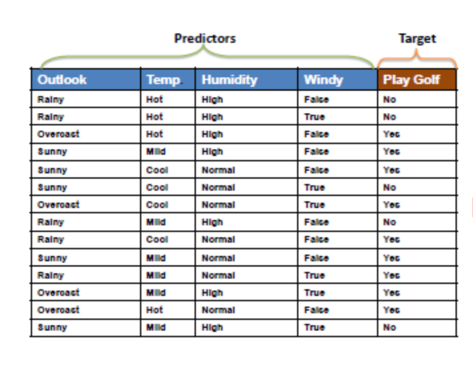 Predictors Target
Outlook Temp Humidity Windy Play Golf
Rainy Hot High False No
Rainy Hot High True No
Overcast Hot High False Yes
Sunny Mild High False Yes
Sunny Cool Normal False Yes
Sunny Cool Normal True No
Overcast Cool Normal True Yes
Rainy Mild High False No
Rainy Cool Normal False Yes
Sunny Mild Normal False Yes
Rainy Mild Normal True Yes
Overcast Mild High True Yes
Overcast Hot Normal False Yes
Sunny Mild High True No